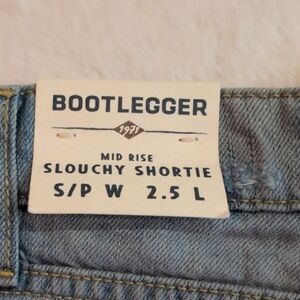 BOOTLEGGER
1971
MID RISE
SLOUCHY SHORTIE
S/P W 2.5 L